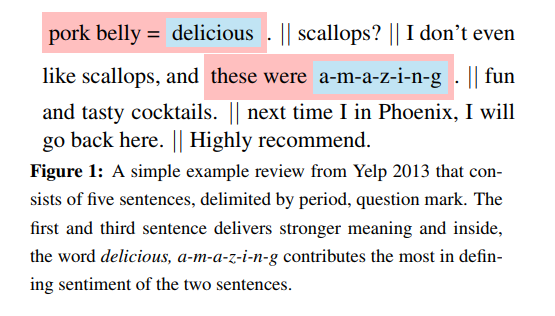 pork belly = delicious . || scallops? || I don't even
like scallops, and these were a-m-a-z-i-n-g . || fun
and tasty cocktails. || next time I in Phoenix, I will
go back here. || Highly recommend.
Figure 1: A simple example review from Yelp 2013 that con-
sists of five sentences, delimited by period, question mark. The
first and third sentence delivers stronger meaning and inside,
the word delicious, a-m-a-z-i-n-g contributes the most in defin-
ing sentiment of the two sentences.